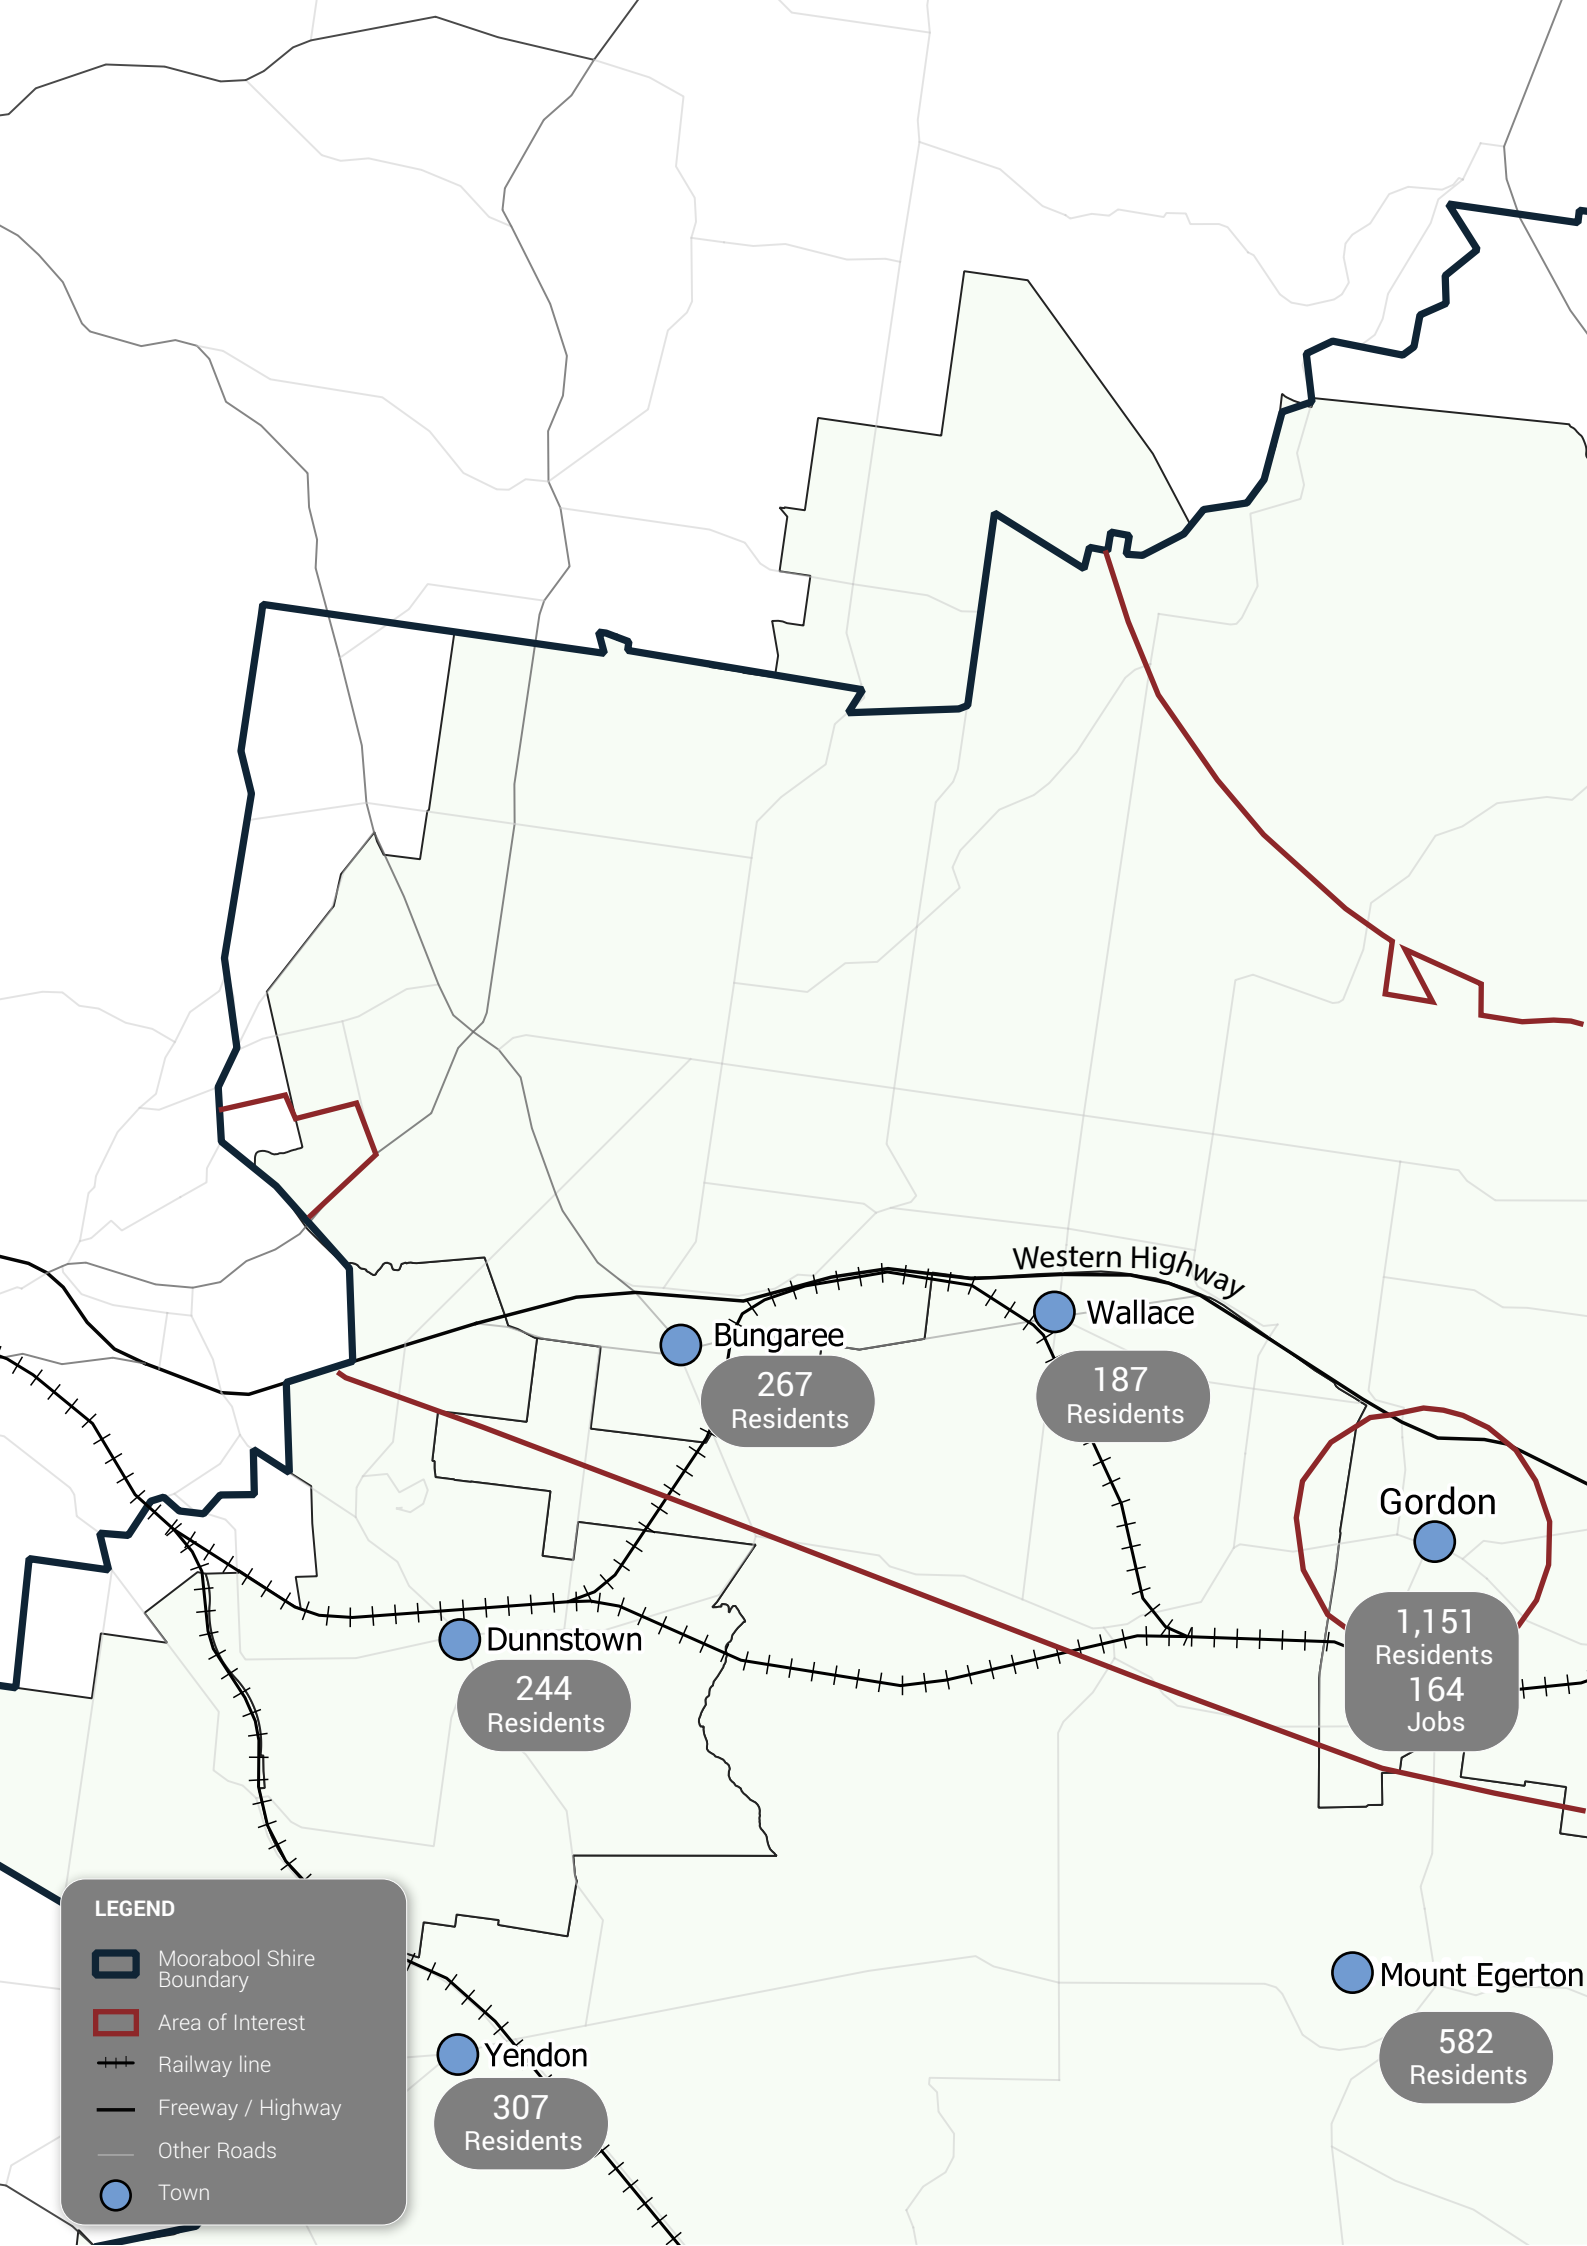 Western Highway
Wallace
187
Residents
Bungaree
267
Residents
Gordon
1,151
Residents
164
Jobs
Dunnstown
244
Residents
LEGEND
Moorabool Shire
Boundary
Area of Interest
Railway line
Freeway / Highway
Other Roads
Town
Mount Egerton
582
Residents
Yendon
307
Residents